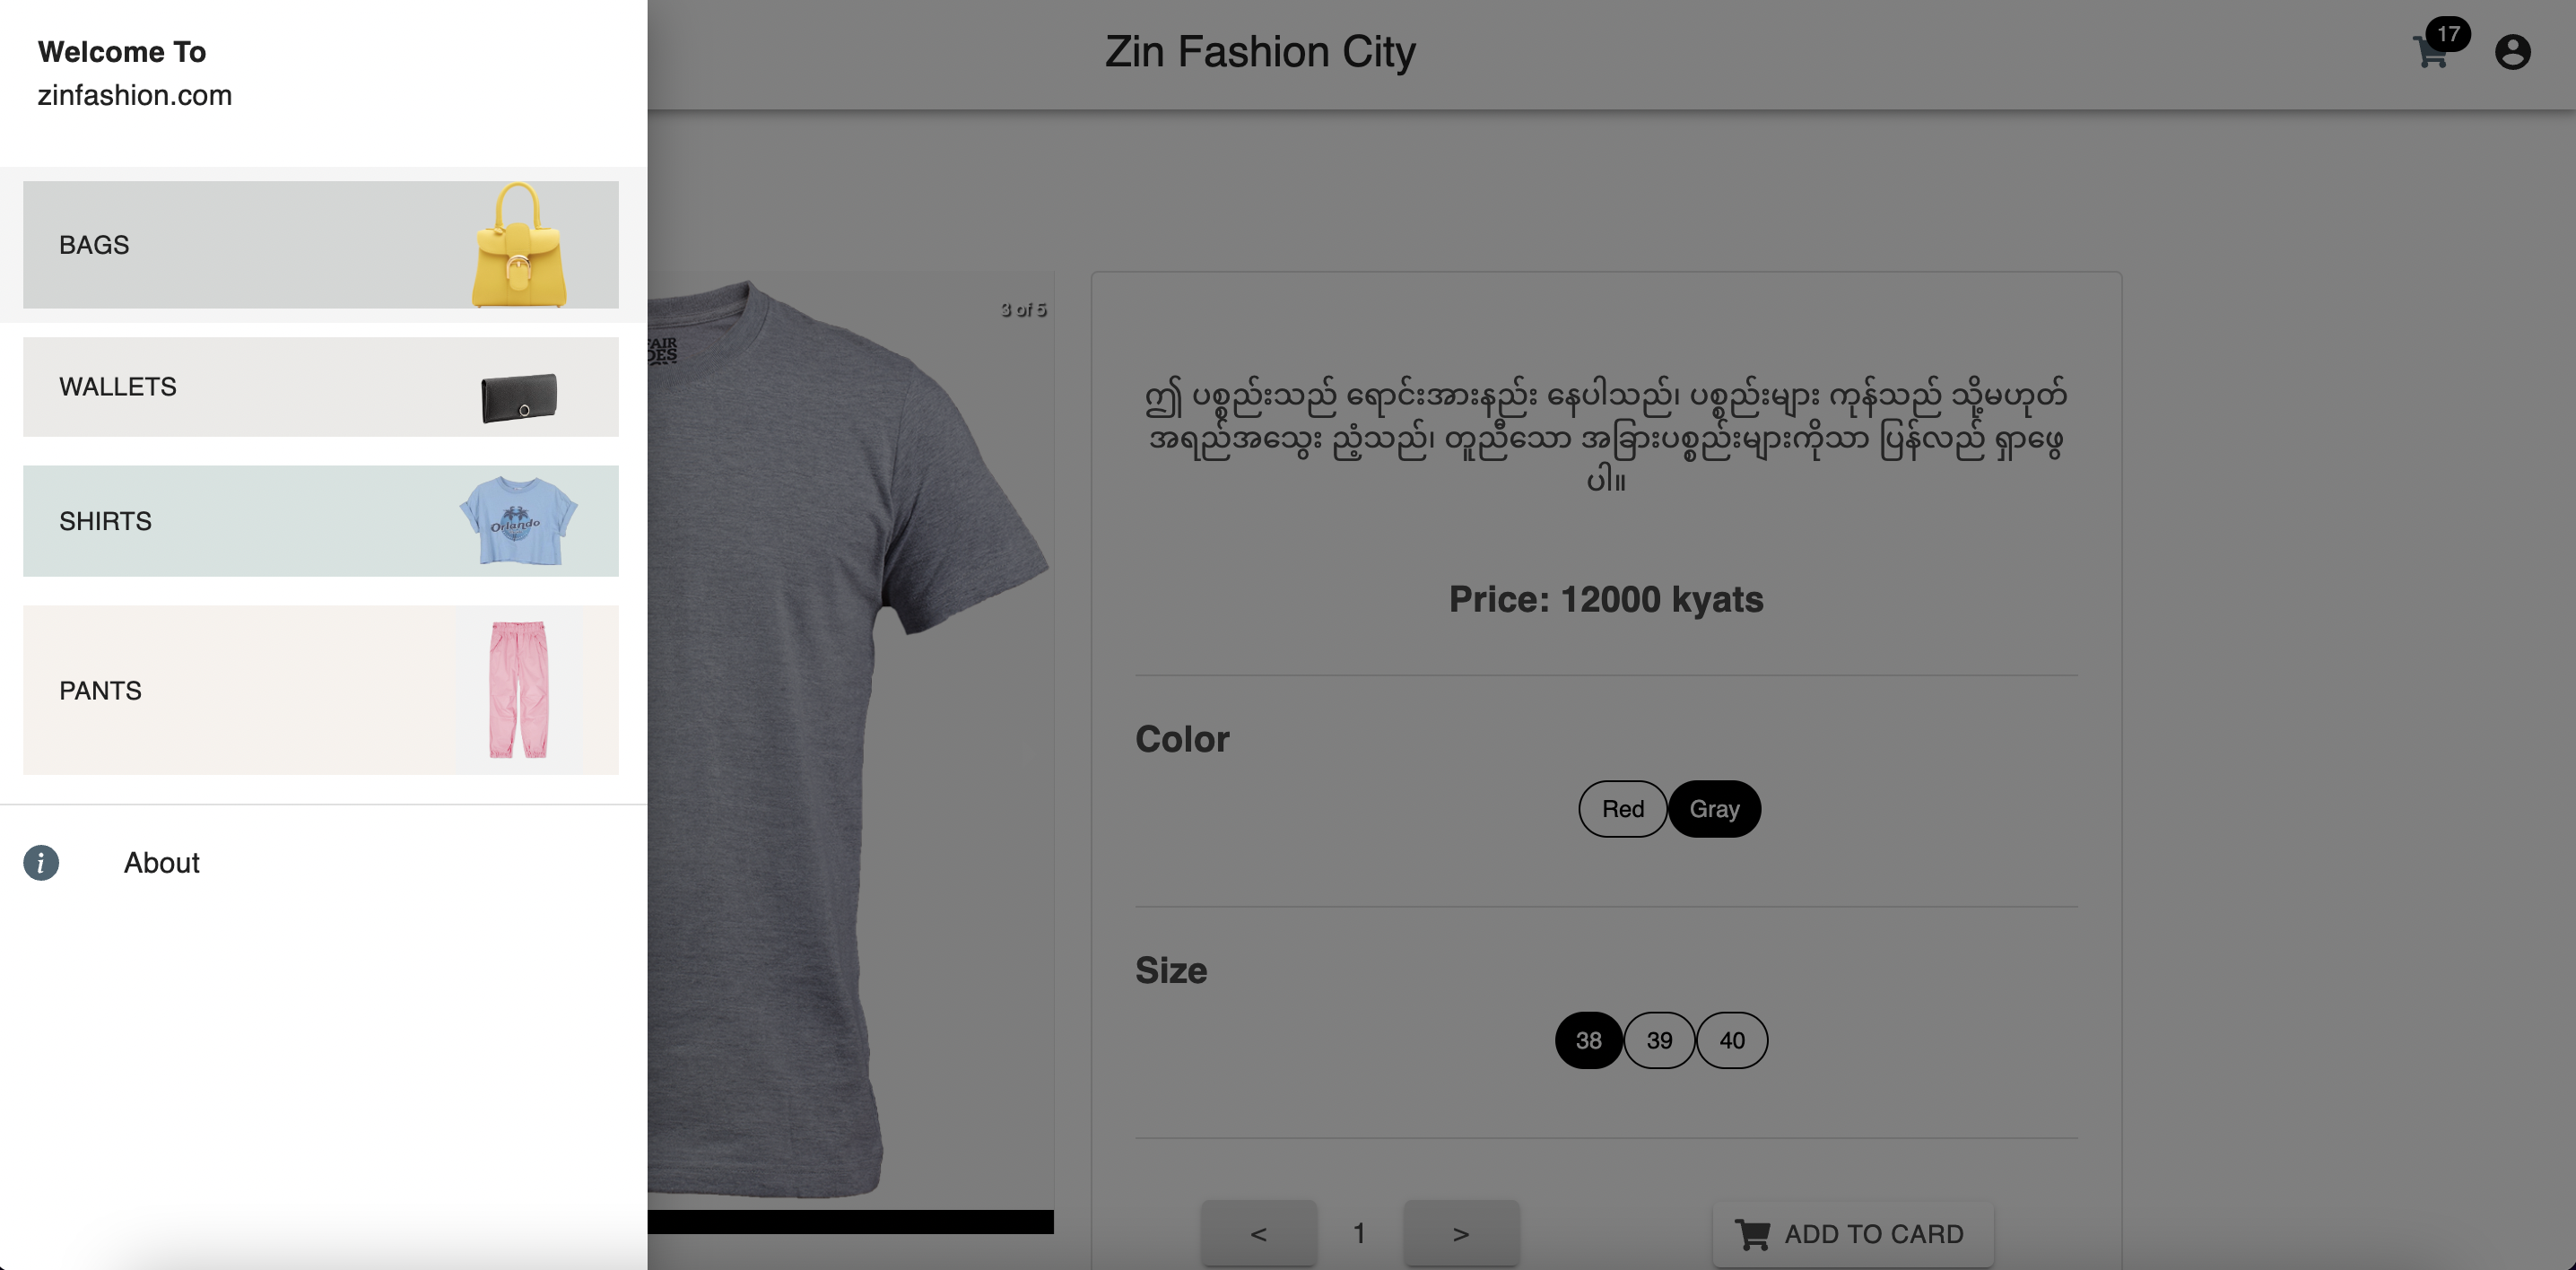 Welcome To
zinfashion.com
Zin Fashion City
17
BAGS
WALLETS
SHIRTS
Orlando
PANTS
About
3 of 5
ဤ ပစ္စည်းသည် ရောင်းအားနည်း နေပါသည်၊ ပစ္စည်းများ ကုန်သည် သို့မဟုတ်
အရည်အသွေး ညံ့သည်၊ တူညီသော အခြားပစ္စည်းများကိုသာ ပြန်လည် ရှာဖွေ
ပါ။
Price: 12000 kyats
Color
Red
Gray
Size
38
39
40
<
1
>
ADD TO CARD